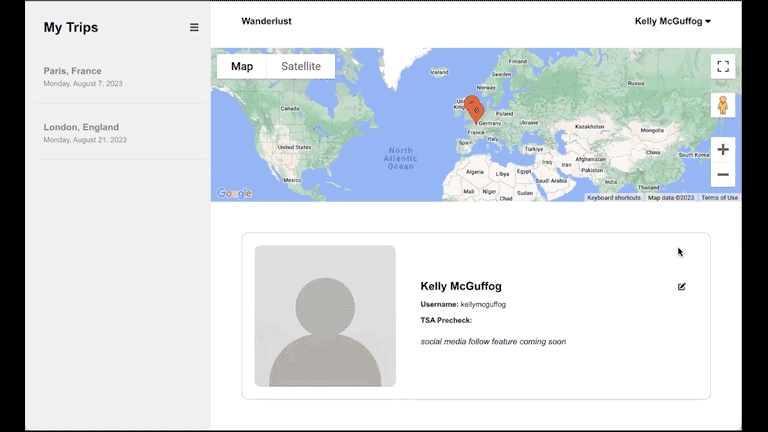 My Trips
Paris, France
Monday, August 7, 2023
London, England
Monday, August 21, 2023
Wanderlust
Kelly McGuffog
Map
Satellite
Iceland
Sweden
Finland
Norway
Russia
Canada
Poland
Germany
Ukraine
France
Kazakhstan
Mongolia
Italy
Spain
United States
Türkiye
China
South Korea
North
Atlantic
Ocean
Iraq
Iran
Afghanistan
Algeria
Libya
Egypt
Mexico
Saudi Arabia
India
Mali
Niger
Sudan
Chad
Thailand
Google
Keyboard shortcuts
Map data ©2023
Terms of Use
Kelly McGuffog
Username: kellymcguffog
TSA Precheck:
social media follow feature coming soon